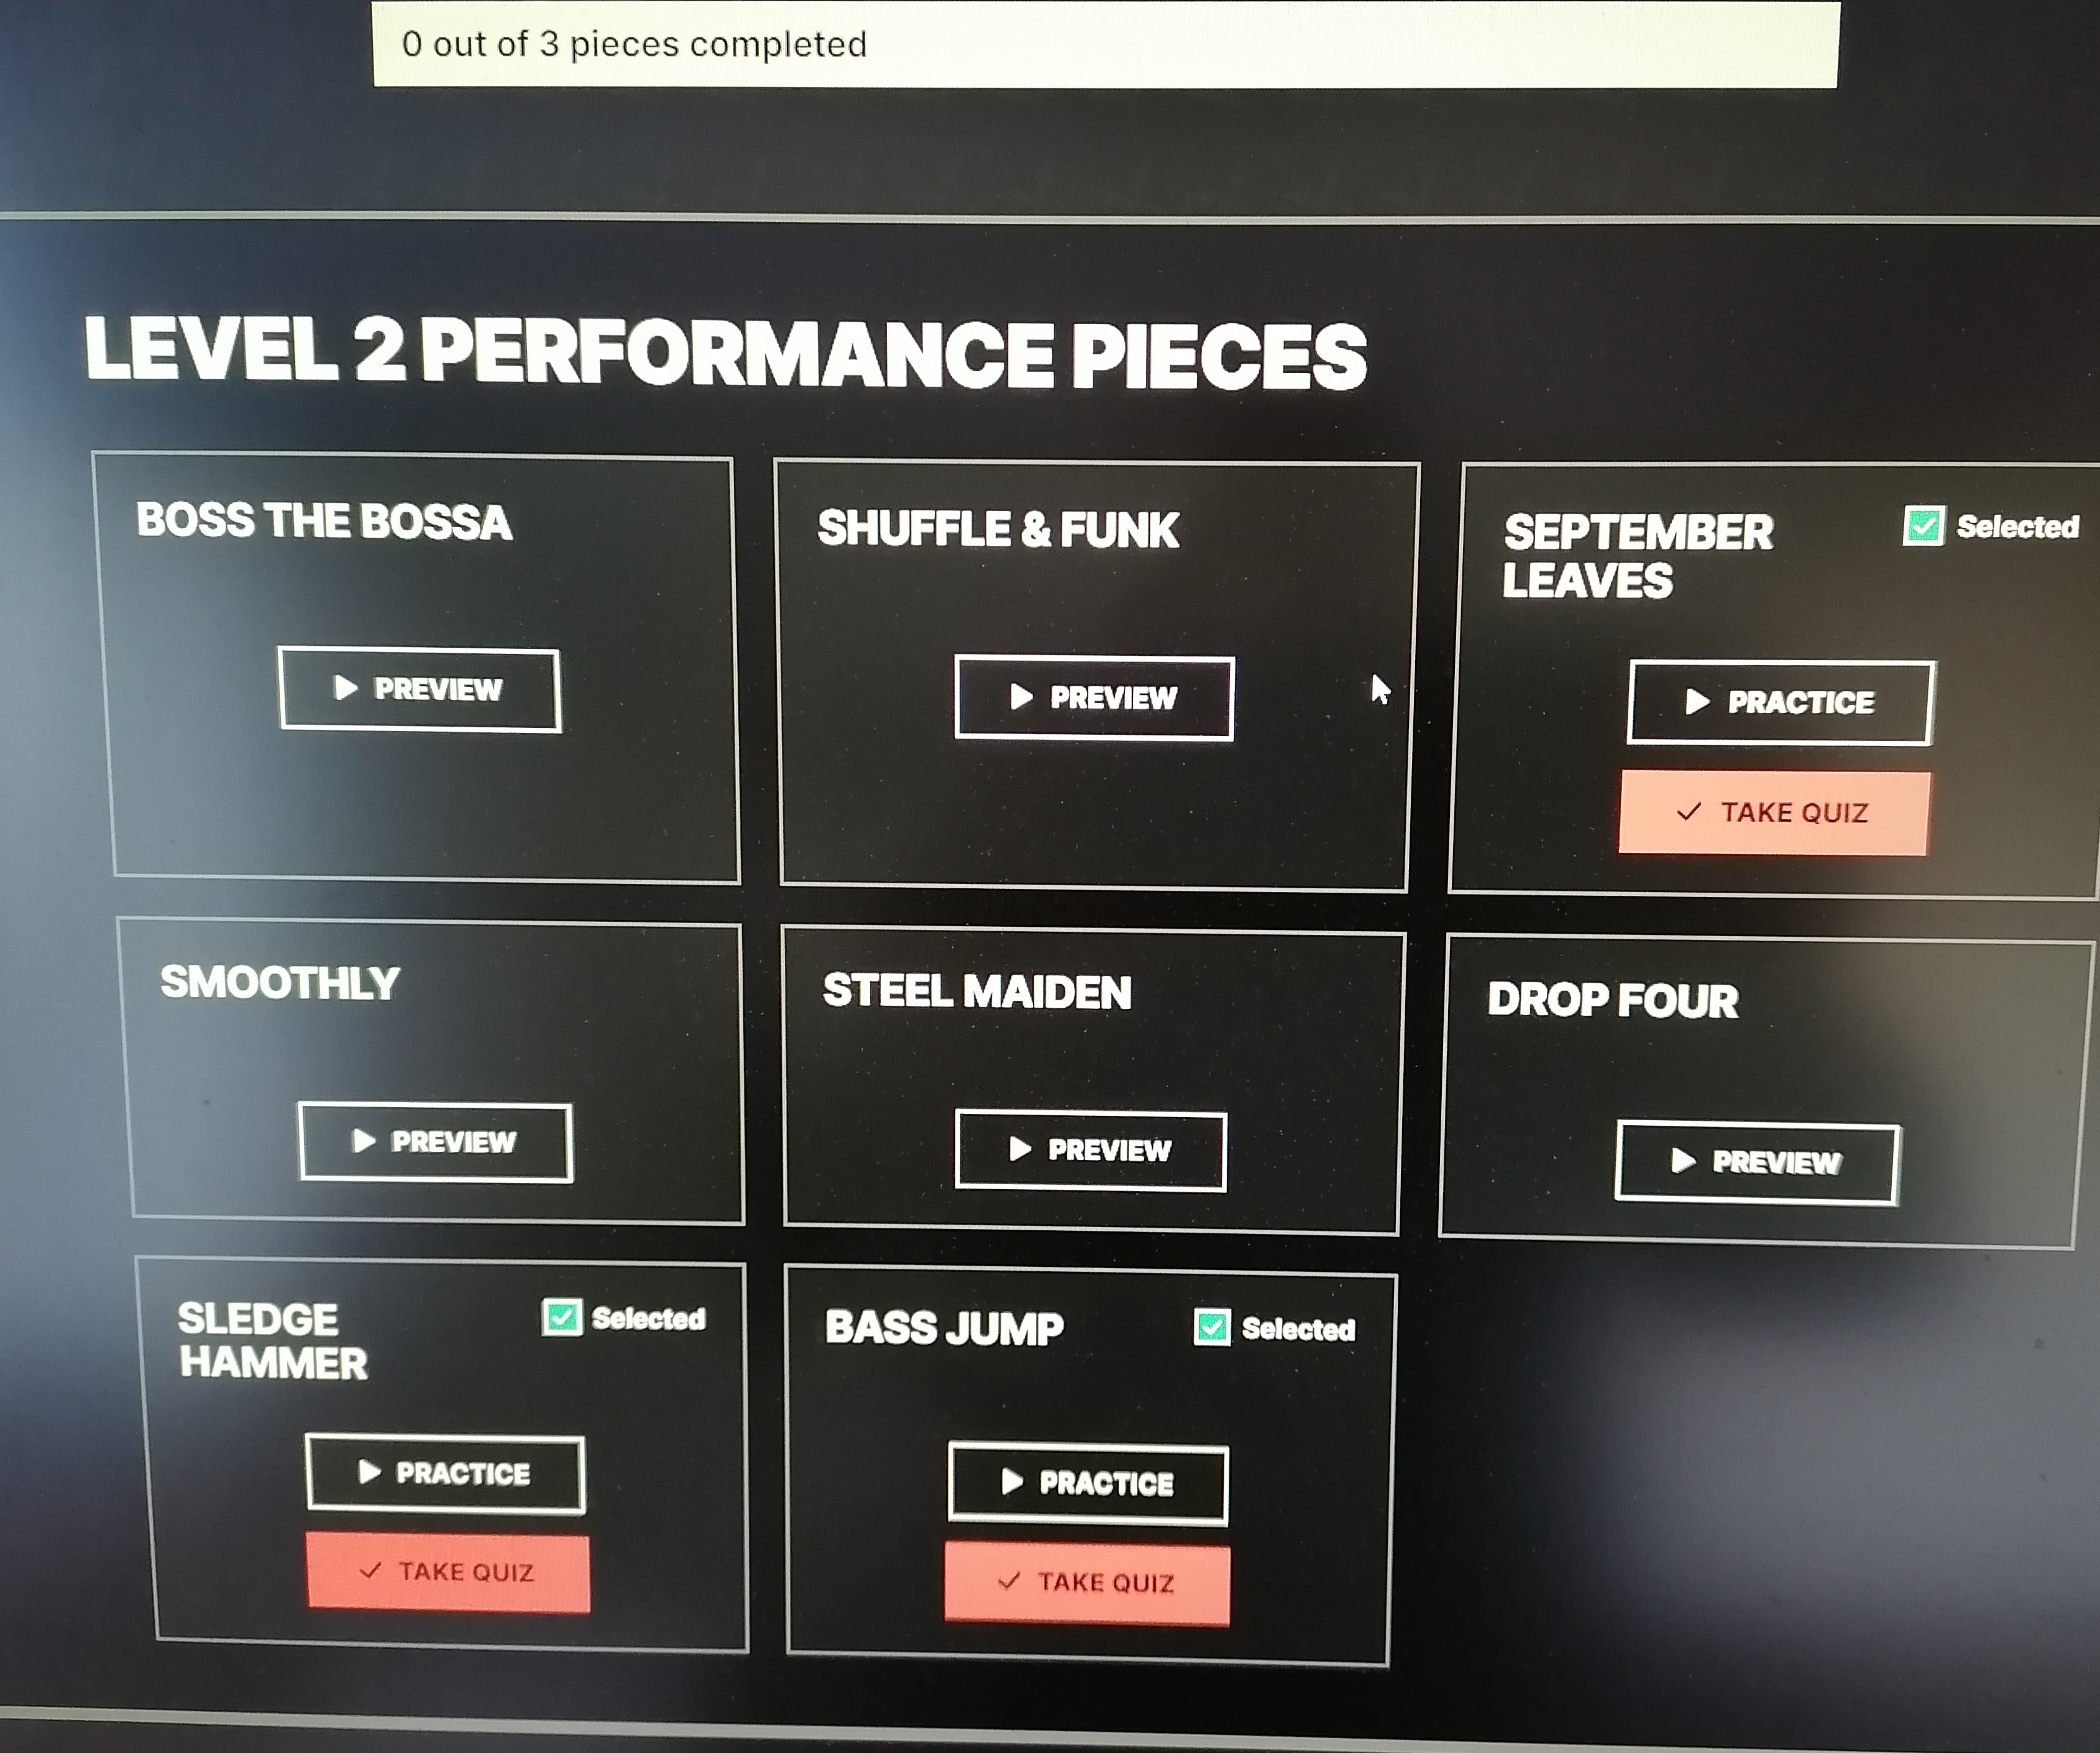 0 out of 3 pieces completed
LEVEL 2 PERFORMANCE PIECES
BOSS THE BOSSA
PREVIEW
SHUFFLE & FUNK
PREVIEW
SEPTEMBER
LEAVES
Selected
PRACTICE
TAKE QUIZ
SMOOTHLY
PREVIEW
STEEL MAIDEN
PREVIEW
DROP FOUR
PREVIEW
SLEDGE
HAMMER
Selected
PRACTICE
TAKE QUIZ
BASS JUMP
Selected
PRACTICE
TAKE QUIZ